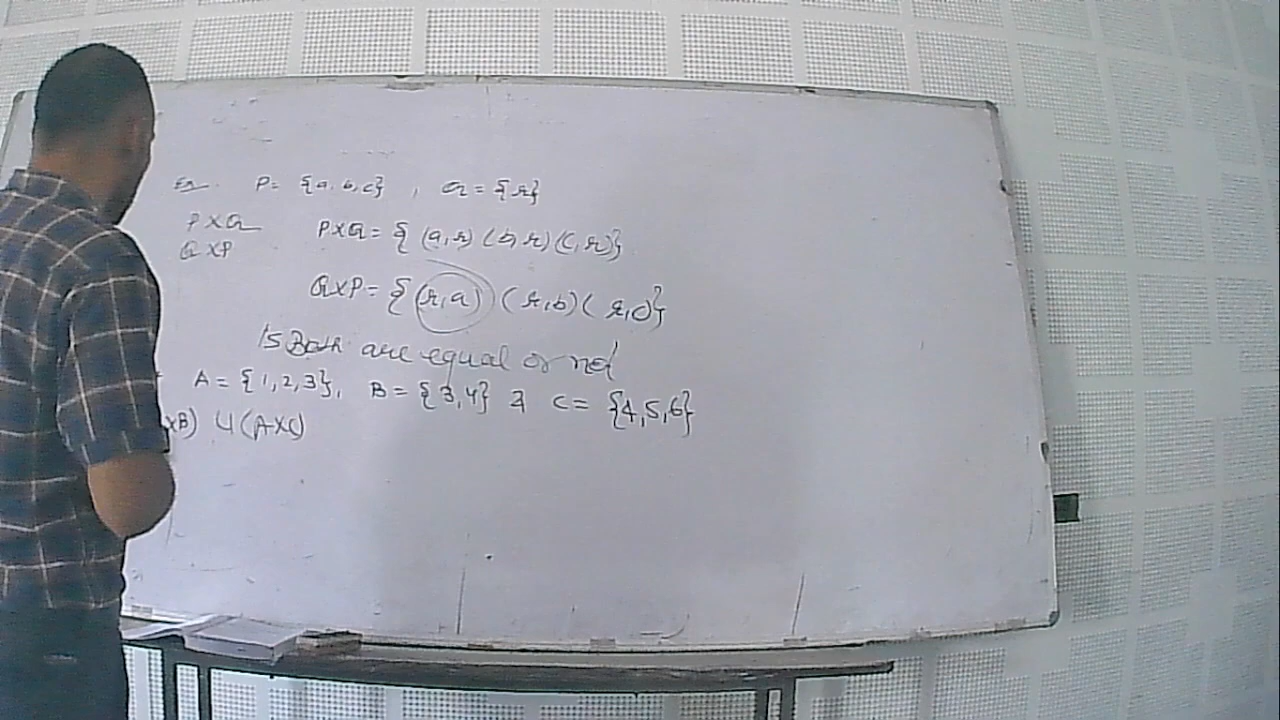 Ex. P = {a, b, c} , Q = {r}
P×Q P×Q = { (a,r) (b,r) (c,r)}
Q×P
Q×P = { (r,a) (r,b) ( r,c)}
Is Both are equal or not
A = {1,2,3}, B = {3,4} & C = {4,5,6}
×B) ∪ (A×C)